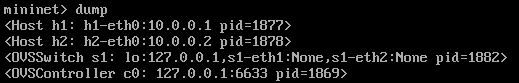 mininet> dump
<Host h1: h1-eth0:10.0.0.1 pid=1877>
<Host h2: h2-eth0:10.0.0.2 pid=1878>
<OVSSwitch s1: lo:127.0.0.1,s1-eth1:None,s1-eth2:None pid=1882>
<OVSController c0: 127.0.0.1:6633 pid=1869>